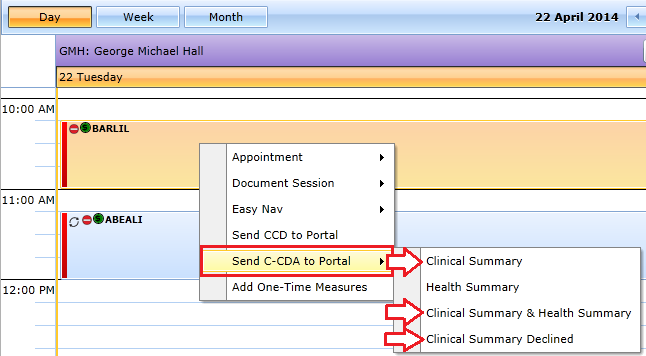 Day Week Month 22 April 2014
GMH: George Michael Hall
22 Tuesday
10:00 AM
BARLIL
Appointment
Document Session
11:00 AM
Easy Nav
ABEALI
Send CCD to Portal
Send C-CDA to Portal
Clinical Summary
12:00 PM
Add One-Time Measures
Health Summary
Clinical Summary & Health Summary
Clinical Summary Declined